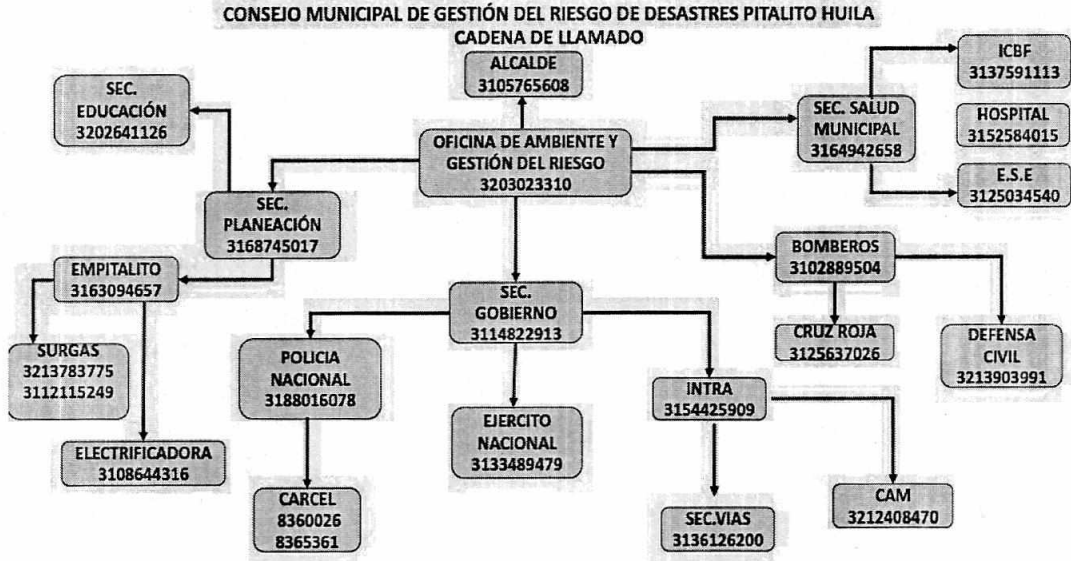 CONSEJO MUNICIPAL DE GESTIÓN DEL RIESGO DE DESASTRES PITALITO HUILA
CADENA DE LLAMADO
ALCALDE
3105765608
ICBF
3137591113
SEC.
EDUCACIÓN
3202641126
SEC. SALUD
MUNICIPAL
3164942658
HOSPITAL
3152584015
OFICINA DE AMBIENTE Y
GESTIÓN DEL RIESGO
3203023310
E.S.E
3125034540
SEC.
PLANEACIÓN
3168745017
BOMBEROS
3102889504
EMPITALITO
3163094657
SEC.
GOBIERNO
3114822913
CRUZ ROJA
3125637026
DEFENSA
CIVIL
3213903991
SURGAS
3213783775
3112115249
POLICIA
NACIONAL
3188016078
INTRA
3154425909
EJERCITO
NACIONAL
3133489479
ELECTRIFICADORA
3108644316
CARCEL
8360026
8365361
SEC.VIAS
3136126200
CAM
3212408470